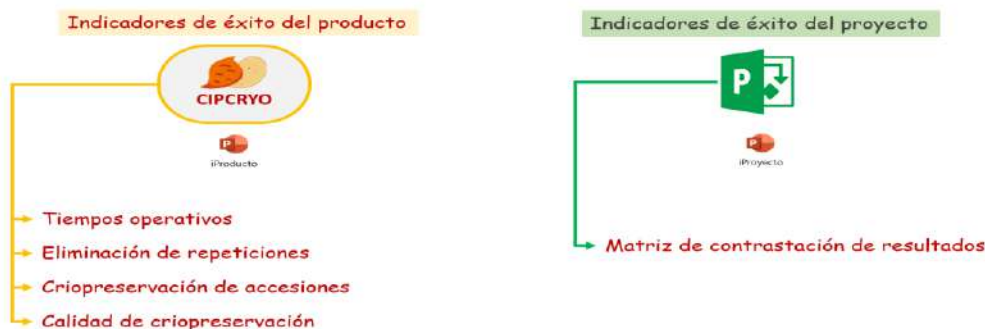 Indicadores de éxito del producto
CIPCRYO
P
iProducto
Tiempos operativos
Eliminación de repeticiones
Criopreservación de accesiones
Calidad de criopreservación
Indicadores de éxito del proyecto
P
P
iProyecto
Matriz de contrastación de resultados